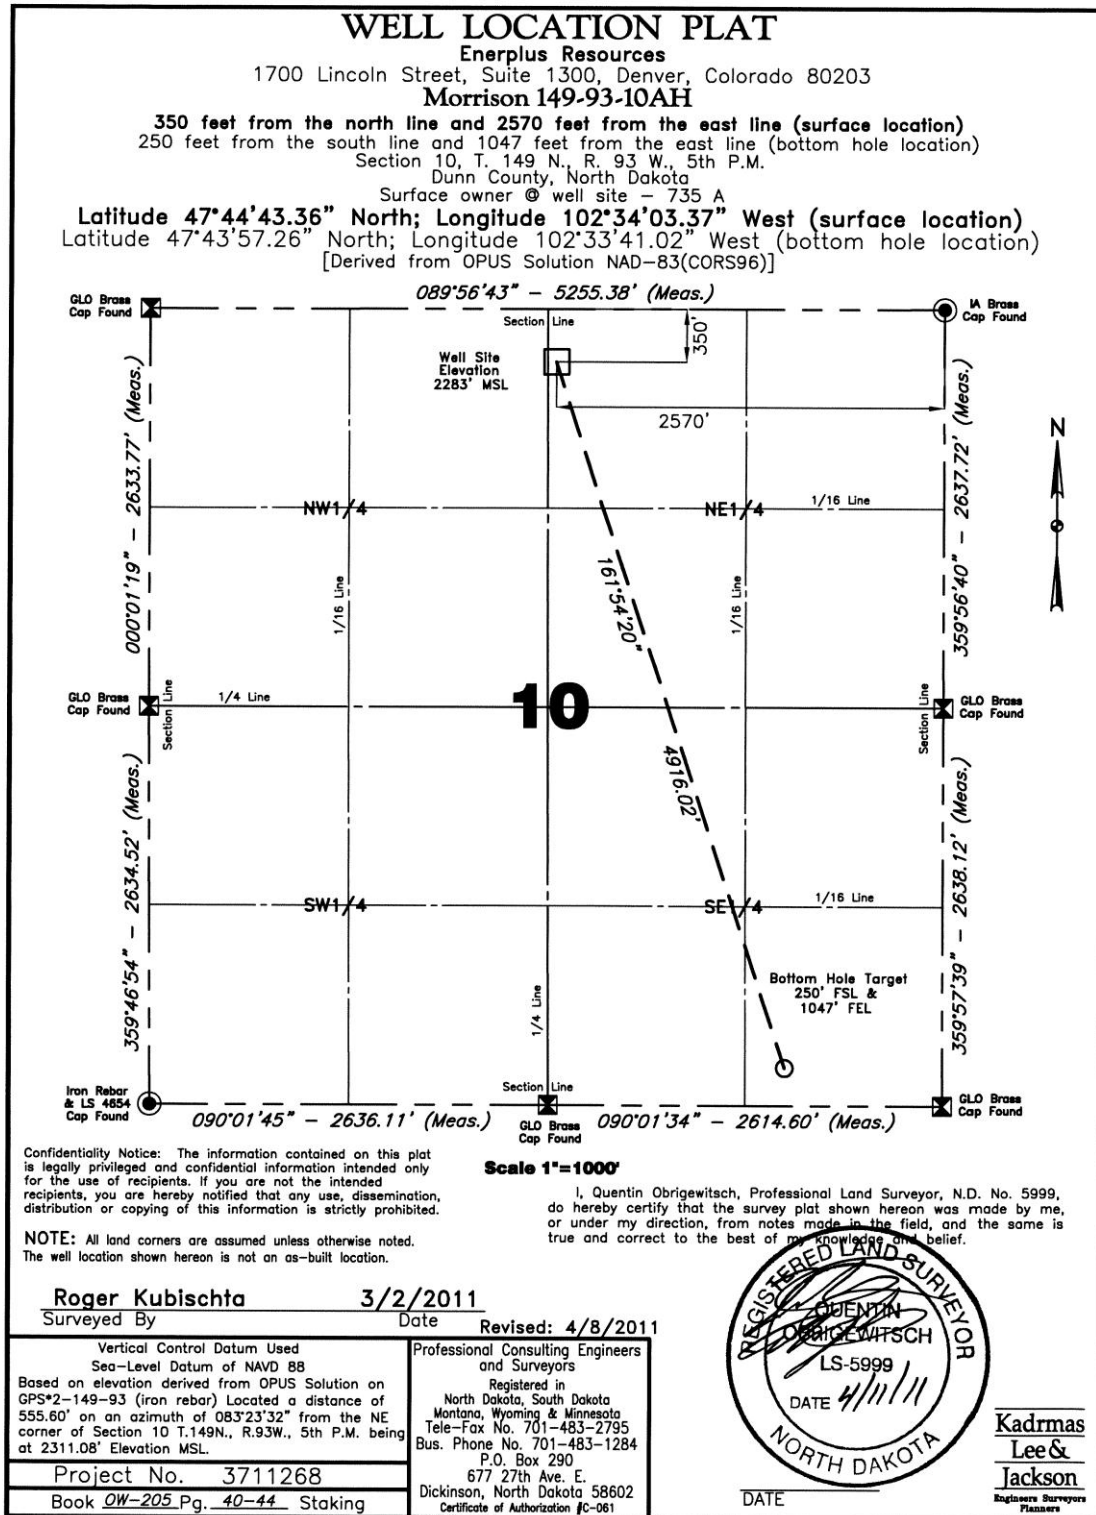 WELL LOCATION PLAT
Enerplus Resources
1700 Lincoln Street, Suite 1300, Denver, Colorado 80203
Morrison 149-93-10AH
350 feet from the north line and 2570 feet from the east line (surface location)
250 feet from the south line and 1047 feet from the east line (bottom hole location)
Section 10, T. 149 N., R. 93 W., 5th P.M.
Dunn County, North Dakota
Surface owner @ well site – 735 A
Latitude 47°44'43.36" North; Longitude 102°34'03.37" West (surface location)
Latitude 47°43'57.26" North; Longitude 102°33'41.02" West (bottom hole location)
[Derived from OPUS Solution NAD-83(CORS96)]
GLO Brass
Cap Found
089°56'43" – 5255.38' (Meas.)
IA Brass
Cap Found
Section Line
350'
Well Site
Elevation
2283' MSL
2570'
000°01'19" – 2633.77' (Meas.)
359°56'40" – 2637.72' (Meas.)
N
NW1/4
NE1/4
1/16 Line
1/16 Line
1/16 Line
161°54'20"
GLO Brass
Cap Found
Section Line
1/4 Line
10
Section Line
GLO Brass
Cap Found
4916.02'
359°46'54" – 2634.52' (Meas.)
359°57'39" – 2638.12' (Meas.)
SW1/4
SE1/4
1/16 Line
1/4 Line
Bottom Hole Target
250' FSL &
1047' FEL
Iron Rebar
& LS 4654
Cap Found
Section Line
090°01'45" – 2636.11' (Meas.)
GLO Brass
Cap Found
090°01'34" – 2614.60' (Meas.)
GLO Brass
Cap Found
Confidentiality Notice: The information contained on this plat
is legally privileged and confidential information intended only
for the use of recipients. If you are not the intended
recipients, you are hereby notified that any use, dissemination,
distribution or copying of this information is strictly prohibited.
Scale 1"=1000'
I, Quentin Obrigewitsch, Professional Land Surveyor, N.D. No. 5999,
do hereby certify that the survey plat shown hereon was made by me,
or under my direction, from notes made in the field, and the same is
true and correct to the best of my knowledge and belief.
NOTE: All land corners are assumed unless otherwise noted.
The well location shown hereon is not an as-built location.
Roger Kubischta 3/2/2011
Surveyed By Date
Revised: 4/8/2011
Vertical Control Datum Used
Sea-Level Datum of NAVD 88
Based on elevation derived from OPUS Solution on
GPS*2-149-93 (iron rebar) Located a distance of
555.60' on an azimuth of 083°23'32" from the NE
corner of Section 10 T.149N., R.93W., 5th P.M. being
at 2311.08' Elevation MSL.
Project No. 3711268
Book OW-205 Pg. 40-44 Staking
Professional Consulting Engineers
and Surveyors
Registered in
North Dakota, South Dakota
Montana, Wyoming & Minnesota
Tele-Fax No. 701-483-2795
Bus. Phone No. 701-483-1284
P.O. Box 290
677 27th Ave. E.
Dickinson, North Dakota 58602
Certificate of Authorization #C-061
REGISTERED LAND SURVEYOR
QUENTIN
OBRIGEWITSCH
LS-5999
DATE 4/11/11
NORTH DAKOTA
DATE
Kadrmas
Lee &
Jackson
Engineers Surveyors
Planners